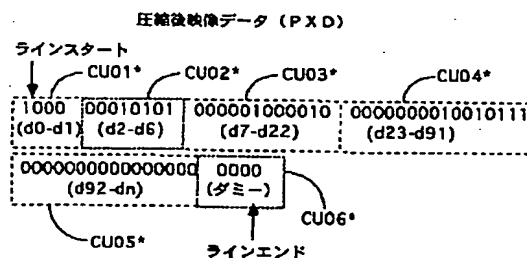 圧縮後映像データ (PXD)
ラインスタート
CU01* CU02* CU03* CU04*
1000 00010101 000001000010 0000000010010111
(d0-d1) (d2-d6) (d7-d22) (d23-d91)
0000000000000000 0000
(d92-dn) (ダミー)
CU05* CU06*
ラインエンド